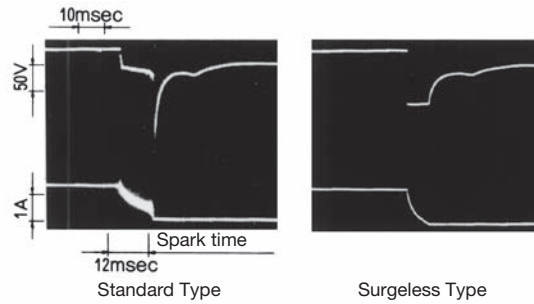 10msec
50V
1A
Spark time
12msec
Standard Type
Surgeless Type